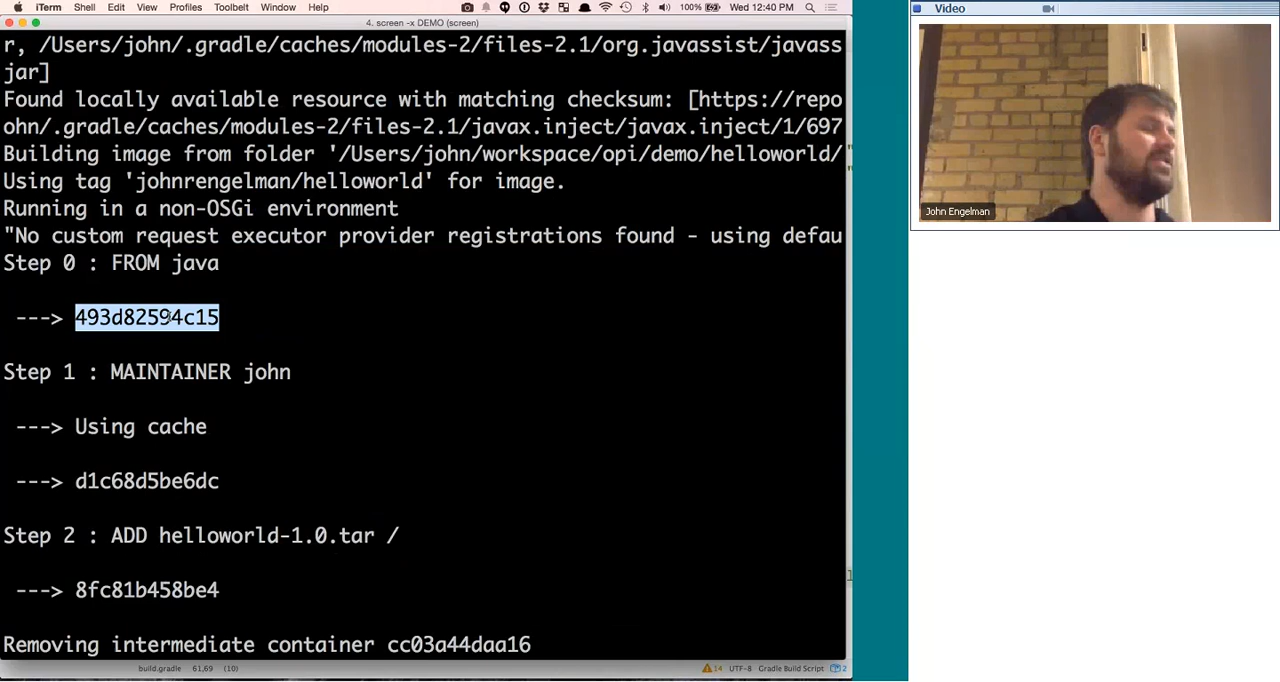 iTerm Shell Edit View Profiles Toolbelt Window Help
100% Wed 12:40 PM
4. screen -x DEMO (screen)
r, /Users/john/.gradle/caches/modules-2/files-2.1/org.javassist/javass
jar]
Found locally available resource with matching checksum: [https://repo
ohn/.gradle/caches/modules-2/files-2.1/javax.inject/javax.inject/1/697
Building image from folder '/Users/john/workspace/opi/demo/helloworld/
Using tag 'johnrengelman/helloworld' for image.
Running in a non-OSGi environment
"No custom request executor provider registrations found - using defau
Step 0 : FROM java
---> 493d82594c15
Step 1 : MAINTAINER john
---> Using cache
---> d1c68d5be6dc
Step 2 : ADD helloworld-1.0.tar /
---> 8fc81b458be4
Removing intermediate container cc03a44daa16
build.gradle 61,69 (10)
14 UTF-8 Gradle Build Script 2
Video
John Engelman